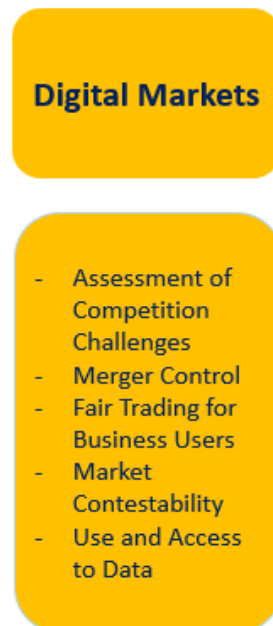 Digital Markets
- Assessment of
Competition
Challenges
- Merger Control
- Fair Trading for
Business Users
- Market
Contestability
- Use and Access
to Data